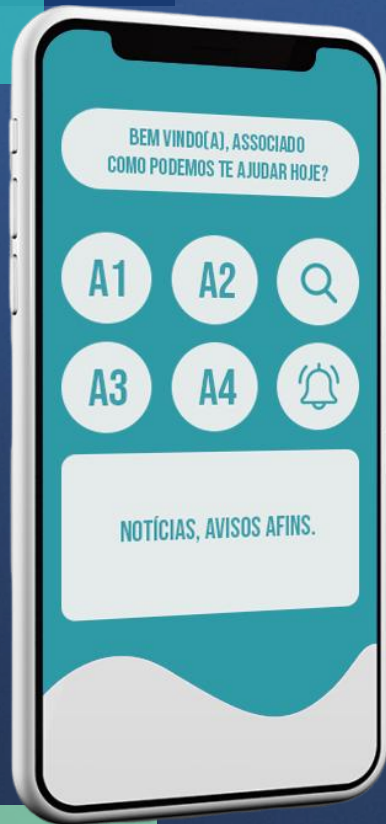 BEM VINDO(A), ASSOCIADO
COMO PODEMOS TE AJUDAR HOJE?
A1
A2
A3
A4
NOTÍCIAS, AVISOS AFINS.